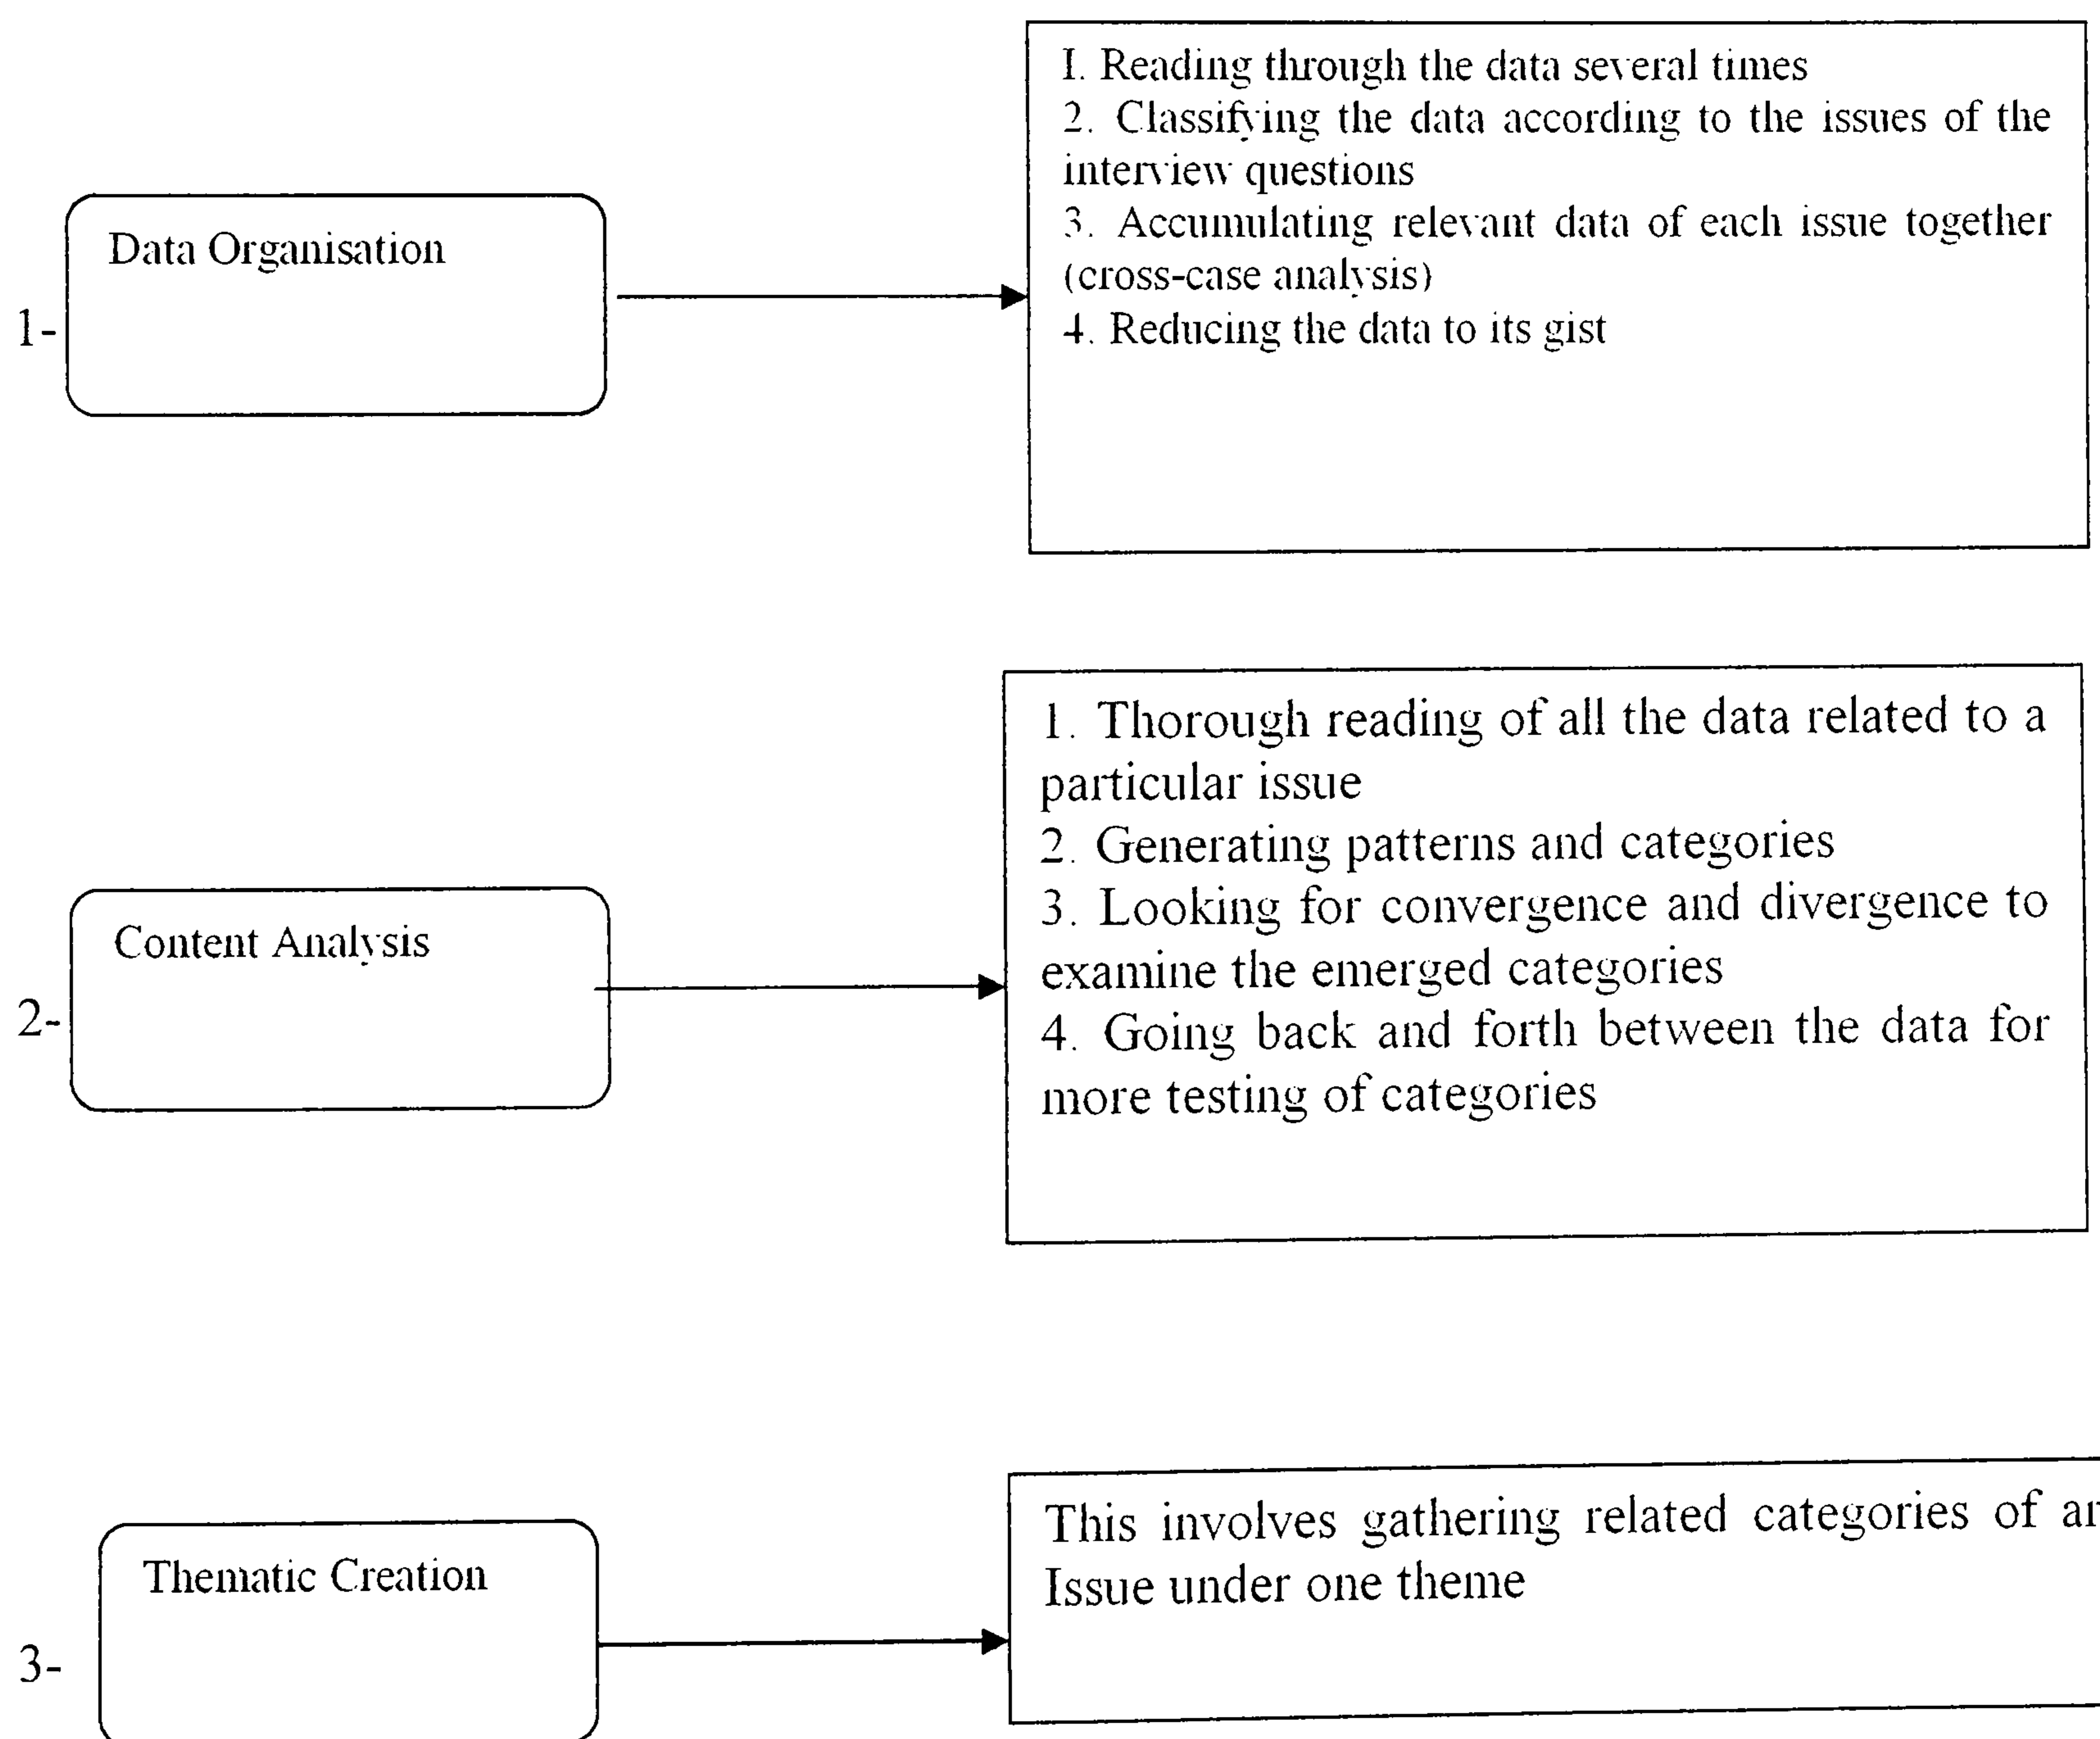 1-
Data Organisation
I. Reading through the data several times
2. Classifying the data according to the issues of the
interview questions
3. Accumulating relevant data of each issue together
(cross-case analysis)
4. Reducing the data to its gist
2-
Content Analysis
1. Thorough reading of all the data related to a
particular issue
2. Generating patterns and categories
3. Looking for convergence and divergence to
examine the emerged categories
4. Going back and forth between the data for
more testing of categories
3-
Thematic Creation
This involves gathering related categories of
Issue under one theme